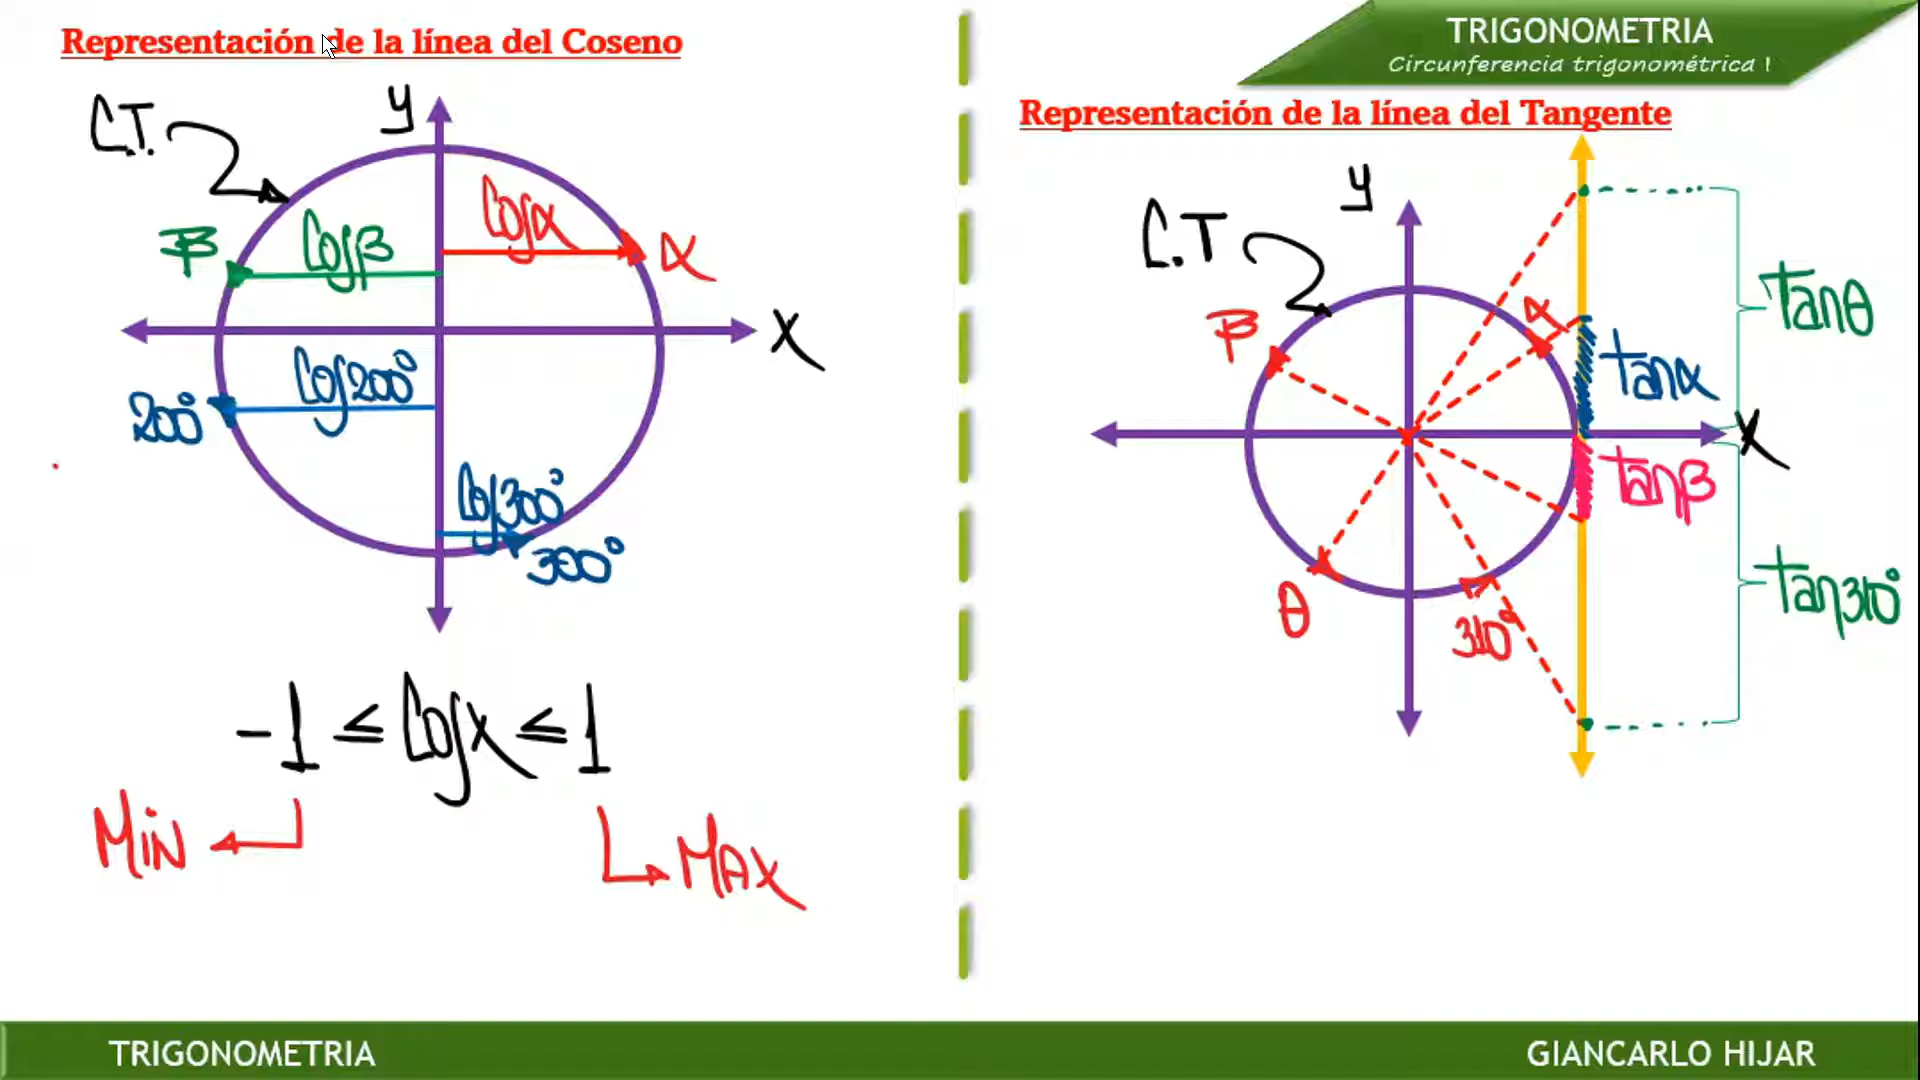 Representación de la línea del Coseno
C.T.
y
β
Cosβ
Cosα
α
x
Cos200°
200°
Cos300°
300°
-1 ≤ Cosx ≤ 1
MiN
MAX
TRIGONOMETRIA
Circunferencia trigonométrica I
Representación de la línea del Tangente
C.T
y
β
α
tanθ
tanα
x
tanβ
θ
310°
tan310°
TRIGONOMETRIA
GIANCARLO HIJAR